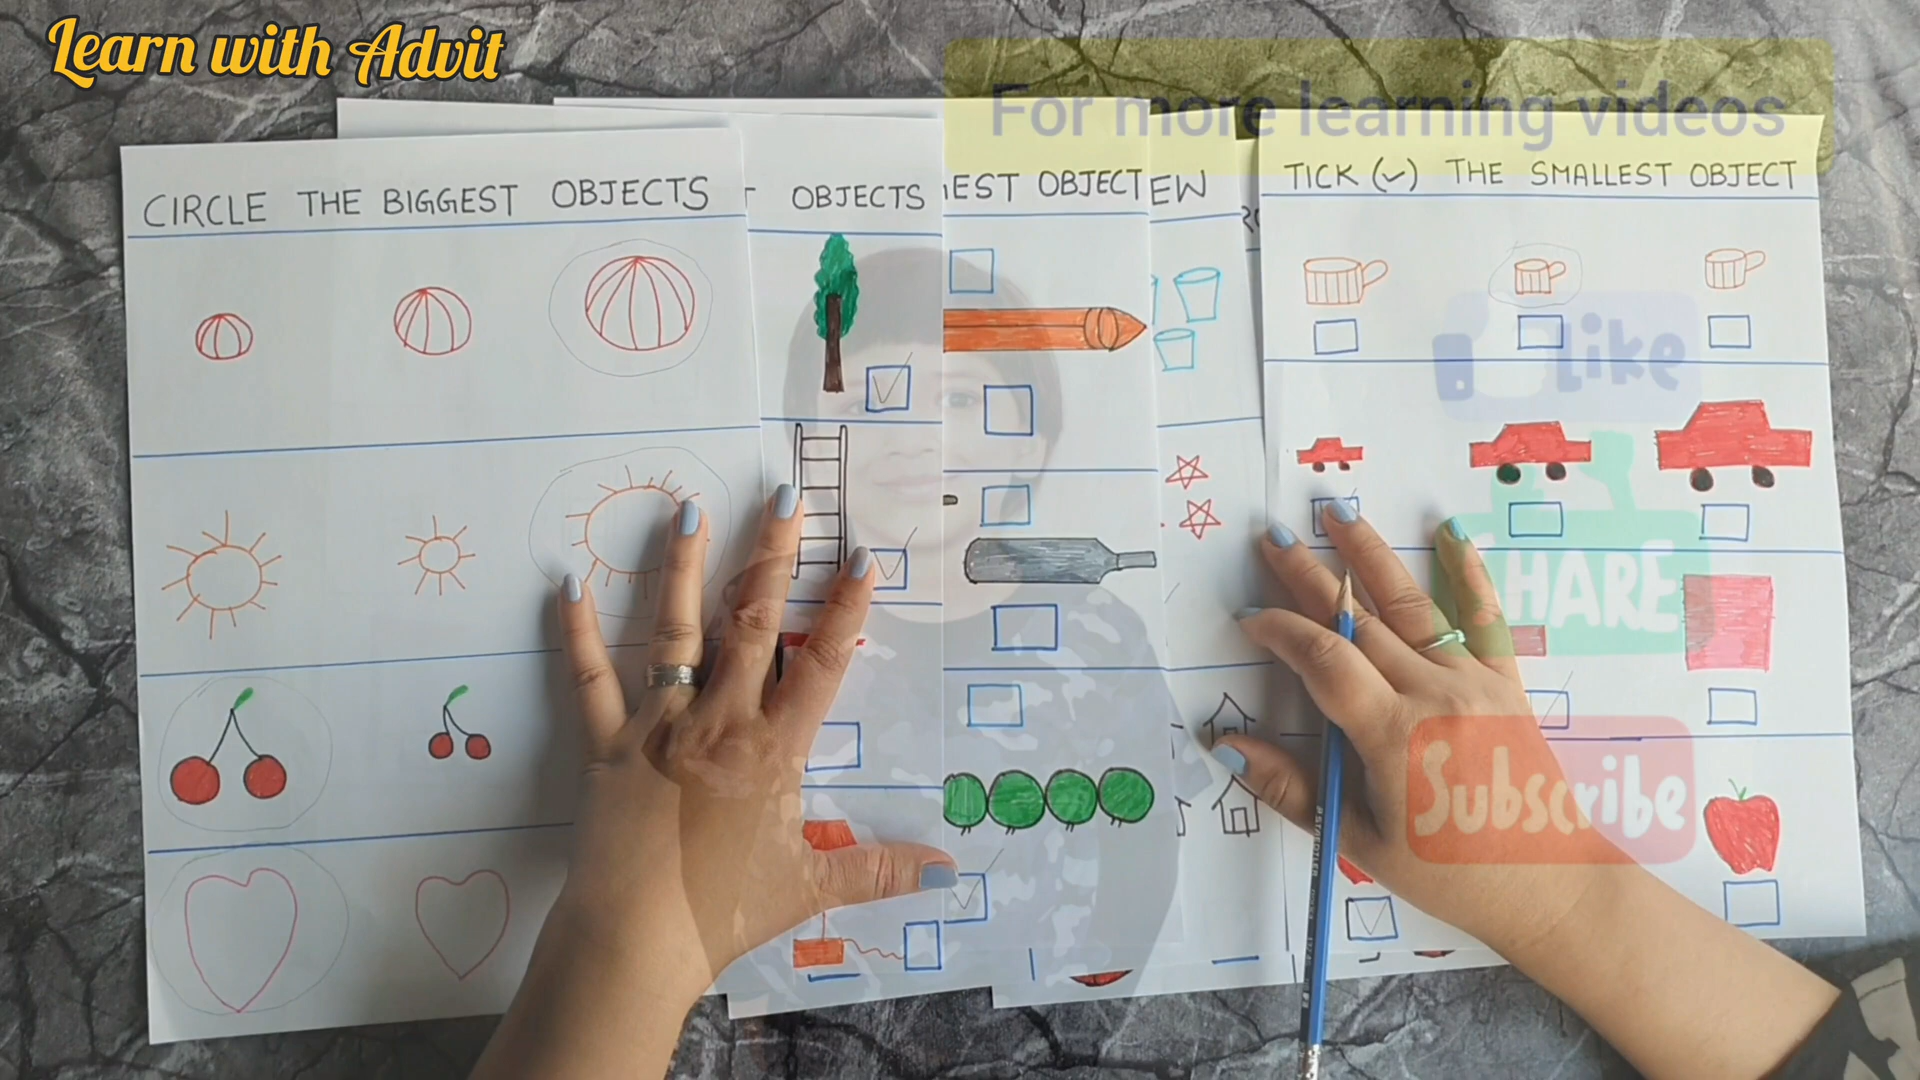 Learn with Advit
For more learning videos
CIRCLE THE BIGGEST OBJECTS
OBJECTS
OBJECT
EW
TICK (✓) THE SMALLEST OBJECT
Like
SHARE
Subscribe
STAEDTLER